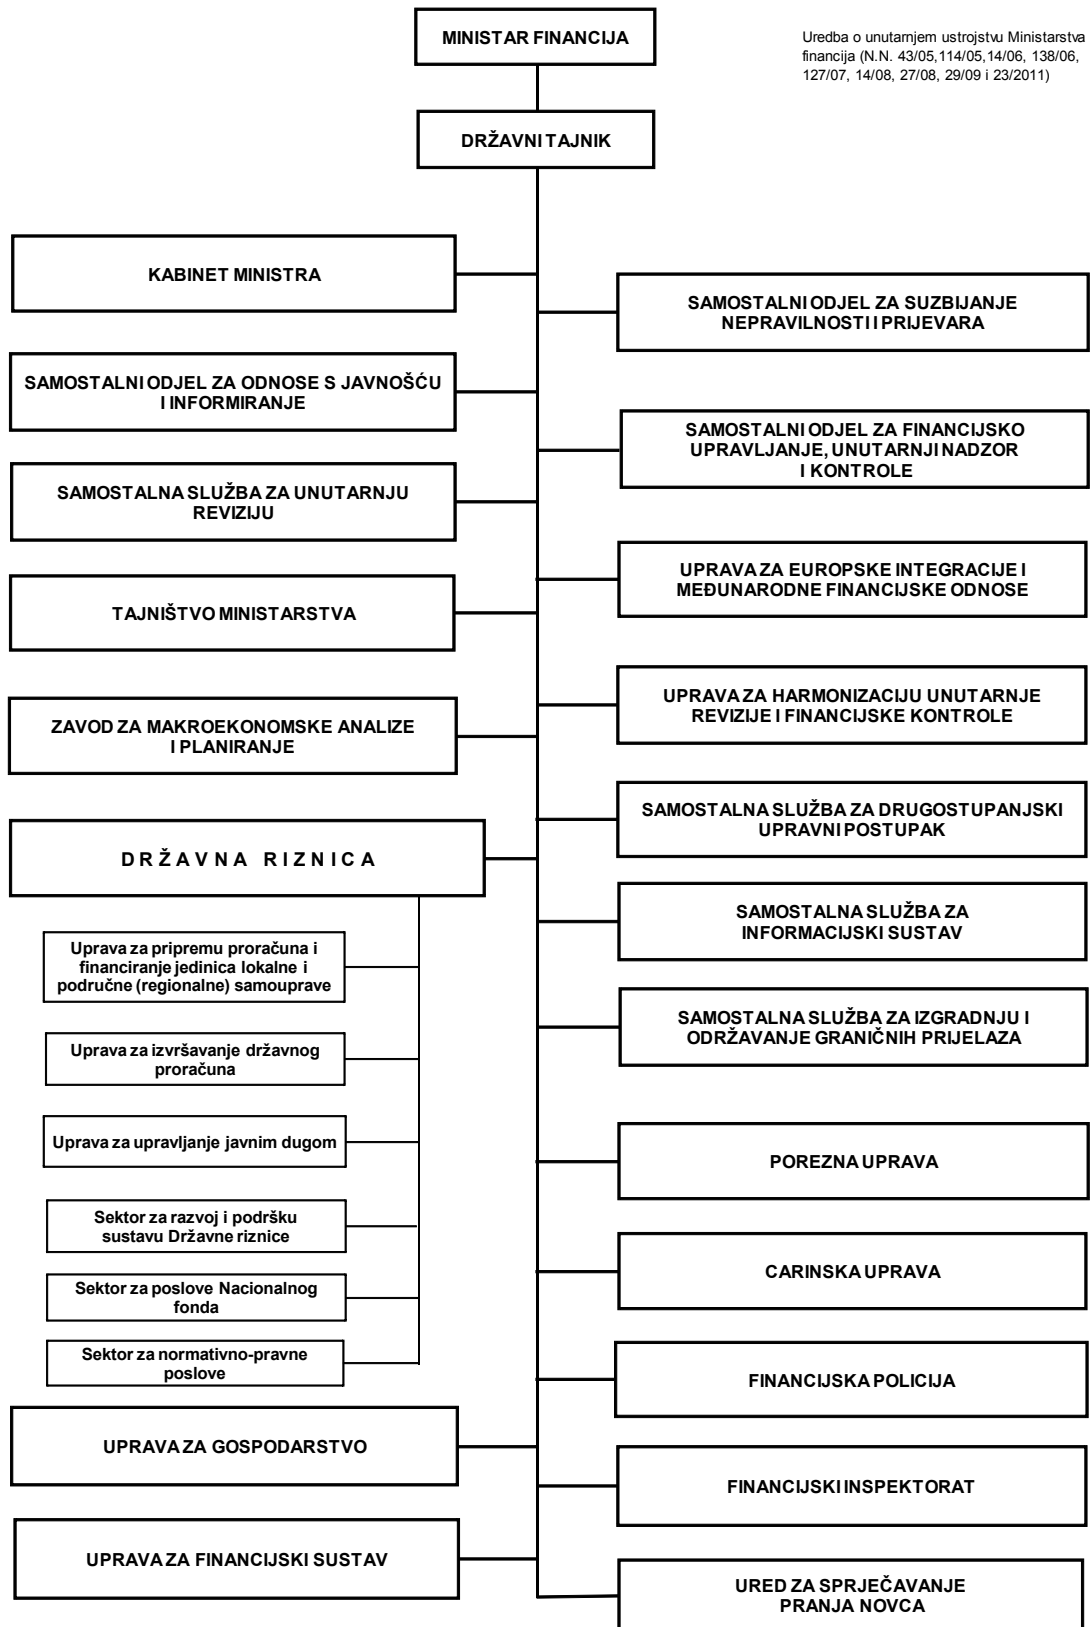 MINISTAR FINANCIJA
Uredba o unutarnjem ustrojstvu Ministarstva
financija (N.N. 43/05,114/05,14/06, 138/06,
127/07, 14/08, 27/08, 29/09 i 23/2011)
DRŽAVNI TAJNIK
KABINET MINISTRA
SAMOSTALNI ODJEL ZA ODNOSE S JAVNOŠĆU
I INFORMIRANJE
SAMOSTALNA SLUŽBA ZA UNUTARNJU
REVIZIJU
TAJNIŠTVO MINISTARSTVA
ZAVOD ZA MAKROEKONOMSKE ANALIZE
I PLANIRANJE
DRŽAVNA RIZNICA
Uprava za pripremu proračuna i
financiranje jedinica lokalne i
područne (regionalne) samouprave
Uprava za izvršavanje državnog
proračuna
Uprava za upravljanje javnim dugom
Sektor za razvoj i podršku
sustavu Državne riznice
Sektor za poslove Nacionalnog
fonda
Sektor za normativno-pravne
poslove
UPRAVA ZA GOSPODARSTVO
UPRAVA ZA FINANCIJSKI SUSTAV
SAMOSTALNI ODJEL ZA SUZBIJANJE
NEPRAVILNOSTI I PRIJEVARA
SAMOSTALNI ODJEL ZA FINANCIJSKO
UPRAVLJANJE, UNUTARNJI NADZOR
I KONTROLE
UPRAVA ZA EUROPSKE INTEGRACIJE I
MEĐUNARODNE FINANCIJSKE ODNOSE
UPRAVA ZA HARMONIZACIJU UNUTARNJE
REVIZIJE I FINANCIJSKE KONTROLE
SAMOSTALNA SLUŽBA ZA DRUGOSTUPANJSKI
UPRAVNI POSTUPAK
SAMOSTALNA SLUŽBA ZA
INFORMACIJSKI SUSTAV
SAMOSTALNA SLUŽBA ZA IZGRADNJU I
ODRŽAVANJE GRANIČNIH PRIJELAZA
POREZNA UPRAVA
CARINSKA UPRAVA
FINANCIJSKA POLICIJA
FINANCIJSKI INSPEKTORAT
URED ZA SPRJEČAVANJE
PRANJA NOVCA